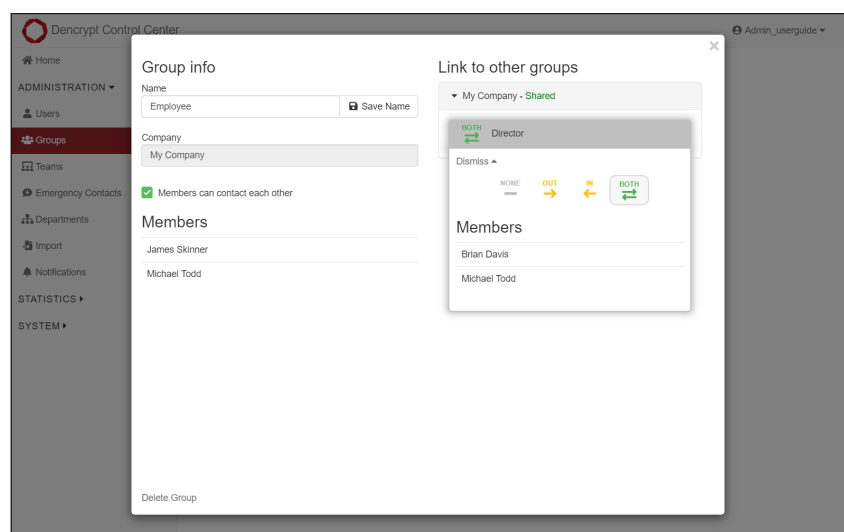 Dencrypt Control Center
Admin_userguide
Home
ADMINISTRATION
Users
Groups
Teams
Emergency Contacts
Departments
Import
Notifications
STATISTICS
SYSTEM
×
Group info
Name
Employee
Save Name
Company
My Company
Members can contact each other
Members
James Skinner
Michael Todd
Delete Group
Link to other groups
My Company - Shared
BOTH
Director
Dismiss
NONE OUT IN BOTH
Members
Brian Davis
Michael Todd